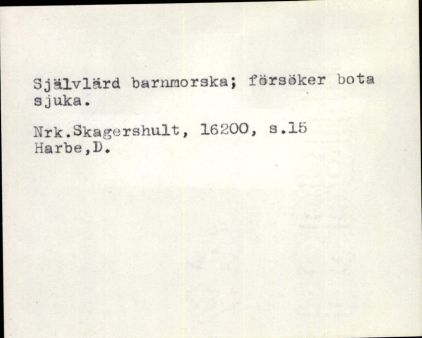 Självlärd barnmorska; försöker bota
sjuka.
Nrk.Skagershult, 16200, s.15
Harbe,D.